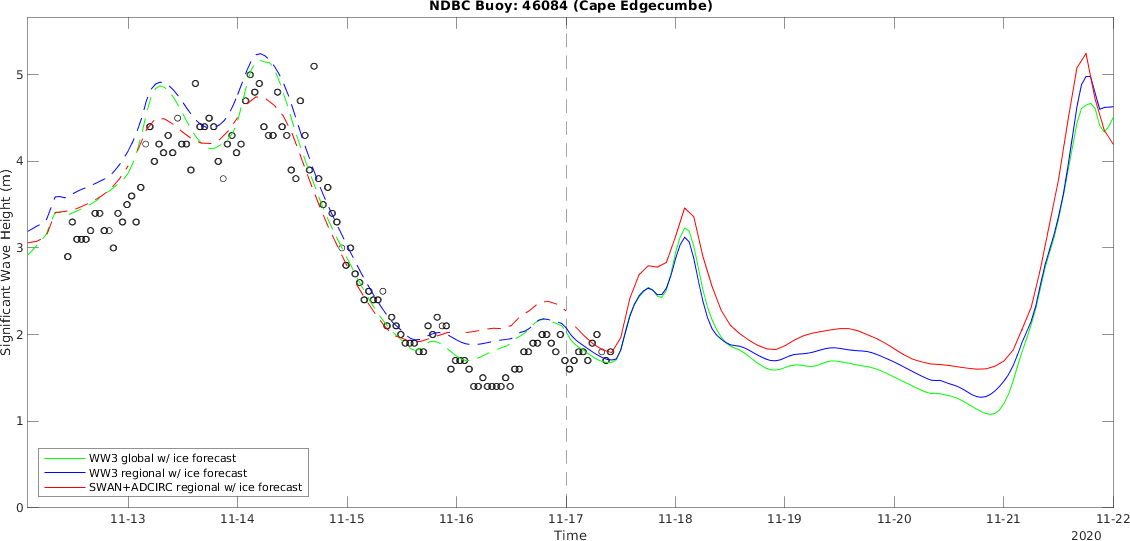 NDBC Buoy: 46084 (Cape Edgecumbe)
Significant Wave Height (m)
5
4
3
2
1
0
WW3 global w/ ice forecast
WW3 regional w/ ice forecast
SWAN+ADCIRC regional w/ ice forecast
11-13 11-14 11-15 11-16 11-17 11-18 11-19 11-20 11-21 11-22
Time
2020